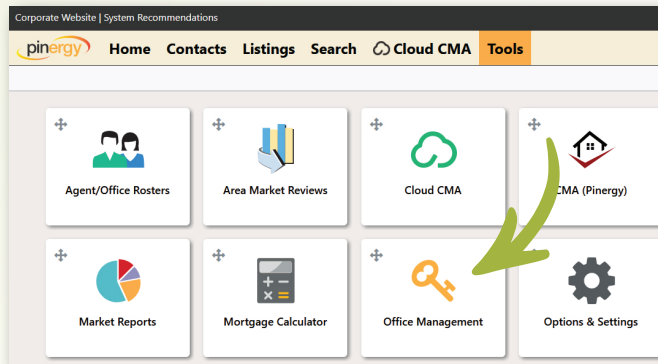 Corporate Website | System Recommendations
pinergy Home Contacts Listings Search Cloud CMA Tools
Agent/Office Rosters Area Market Reviews Cloud CMA CMA (Pinergy)
Market Reports Mortgage Calculator Office Management Options & Settings